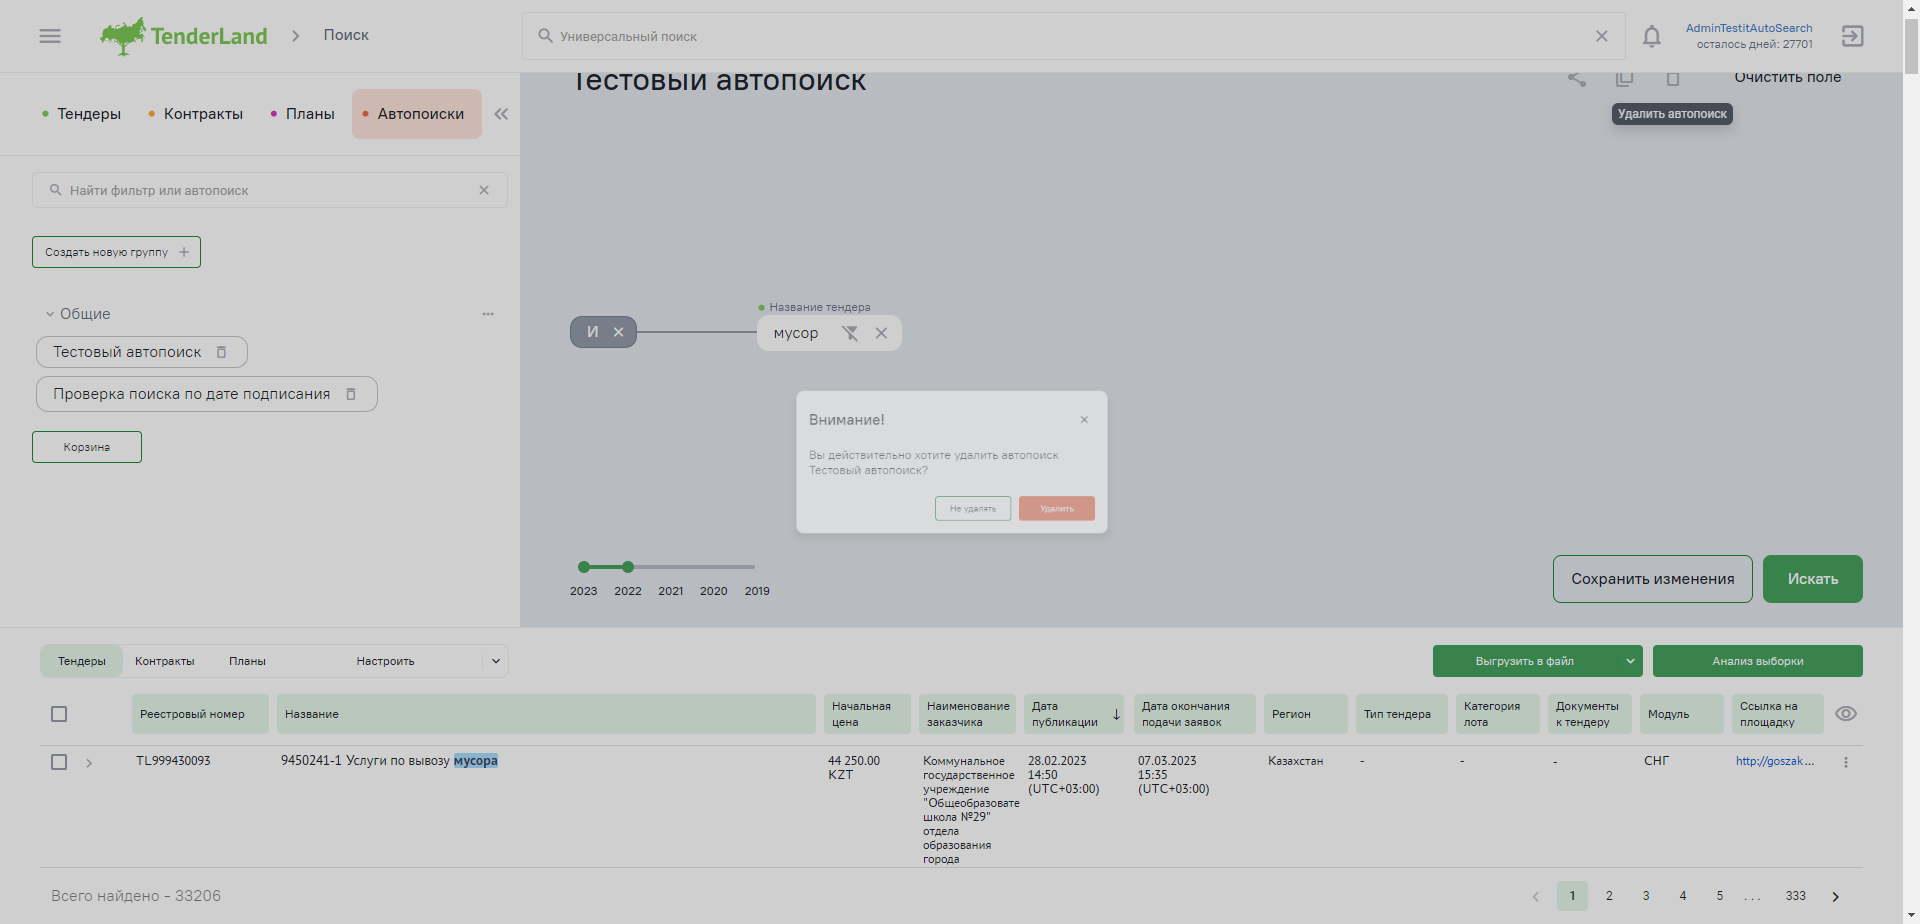 TenderLand
Поиск
Универсальный поиск
AdminTestitAutoSearch
осталось дней: 27701
Тендеры
Контракты
Планы
Автопоиски
Тестовый автопоиск
Очистить поле
Удалить автопоиск
Найти фильтр или автопоиск
Создать новую группу +
Общие
Тестовый автопоиск
Проверка поиска по дате подписания
Корзина
Название тендера
И
мусор
Внимание!
Вы действительно хотите удалить автопоиск
Тестовый автопоиск?
Не удалять
Удалить
2023 2022 2021 2020 2019
Сохранить изменения
Искать
Тендеры
Контракты
Планы
Настроить
Выгрузить в файл
Анализ выборки
Реестровый номер
Название
Начальная
цена
Наименование
заказчика
Дата
публикации
Дата окончания
подачи заявок
Регион
Тип тендера
Категория
лота
Документы
к тендеру
Модуль
Ссылка на
площадку
TL999430093
9450241-1 Услуги по вывозу мусора
44 250.00
KZT
Коммунальное
государственное
учреждение
"Общеобразовате
школа №29"
отдела
образования
города
28.02.2023
14:50
(UTC+03:00)
07.03.2023
15:35
(UTC+03:00)
Казахстан
-
-
-
СНГ
http://goszak...
Всего найдено - 33206
1 2 3 4 5 ... 333